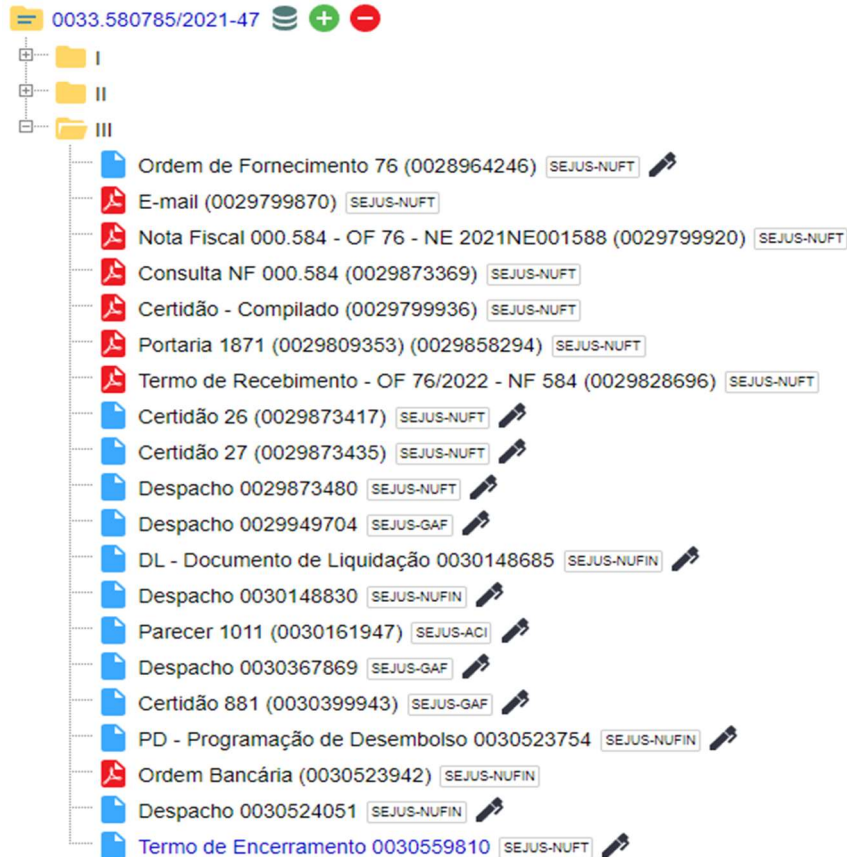 0033.580785/2021-47
I
II
III
Ordem de Fornecimento 76 (0028964246) SEJUS-NUFT
E-mail (0029799870) SEJUS-NUFT
Nota Fiscal 000.584 - OF 76 - NE 2021NE001588 (0029799920) SEJUS-NUFT
Consulta NF 000.584 (0029873369) SEJUS-NUFT
Certidão - Compilado (0029799936) SEJUS-NUFT
Portaria 1871 (0029809353) (0029858294) SEJUS-NUFT
Termo de Recebimento - OF 76/2022 - NF 584 (0029828696) SEJUS-NUFT
Certidão 26 (0029873417) SEJUS-NUFT
Certidão 27 (0029873435) SEJUS-NUFT
Despacho 0029873480 SEJUS-NUFT
Despacho 0029949704 SEJUS-GAF
DL - Documento de Liquidação 0030148685 SEJUS-NUFIN
Despacho 0030148830 SEJUS-NUFIN
Parecer 1011 (0030161947) SEJUS-ACI
Despacho 0030367869 SEJUS-GAF
Certidão 881 (0030399943) SEJUS-GAF
PD - Programação de Desembolso 0030523754 SEJUS-NUFIN
Ordem Bancária (0030523942) SEJUS-NUFIN
Despacho 0030524051 SEJUS-NUFIN
Termo de Encerramento 0030559810 SEJUS-NUFT